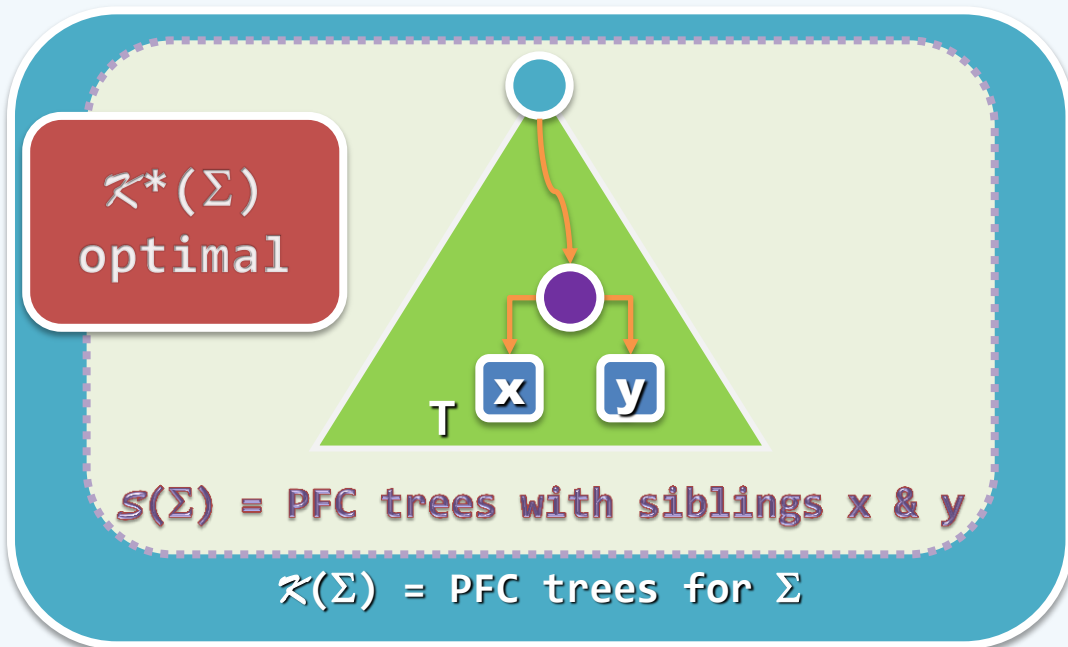 𝒦*(Σ)
optimal
x
y
T
𝒮(Σ) = PFC trees with siblings x & y
𝒦(Σ) = PFC trees for Σ